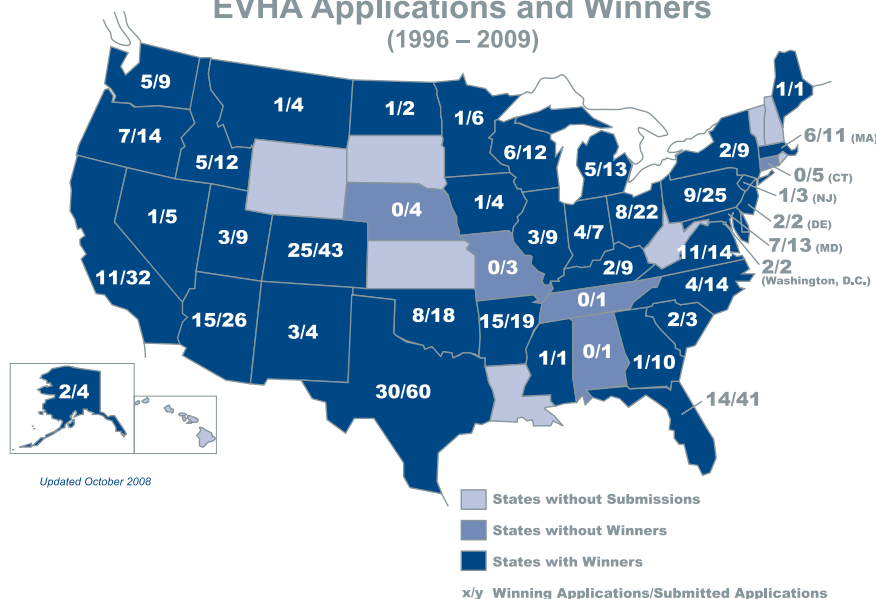 EVHA Applications and Winners
(1996 – 2009)
5/9
1/4
1/2
1/6
1/1
7/14
5/12
6/12
5/13
2/9
6/11 (MA)
0/5 (CT)
1/3 (NJ)
2/2 (DE)
7/13 (MD)
2/2
(Washington, D.C.)
1/5
3/9
25/43
0/4
1/4
3/9
4/7
8/22
9/25
11/32
0/3
2/9
11/14
4/14
15/26
3/4
8/18
15/19
0/1
2/3
30/60
1/1
0/1
1/10
14/41
2/4
Updated October 2008
States without Submissions
States without Winners
States with Winners
x/y Winning Applications/Submitted Applications